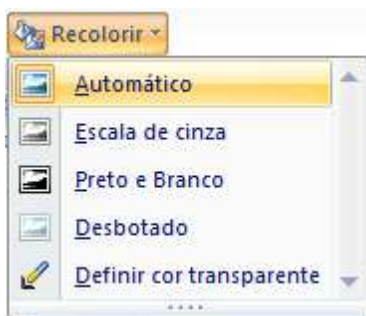 Recolorir
Automático
Escala de cinza
Preto e Branco
Desbotado
Definir cor transparente